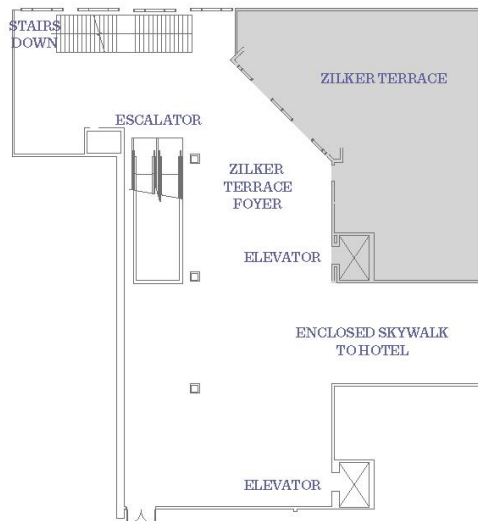 STAIRS
DOWN
ZILKER TERRACE
ESCALATOR
ZILKER
TERRACE
FOYER
ELEVATOR
ENCLOSED SKYWALK
TO HOTEL
ELEVATOR